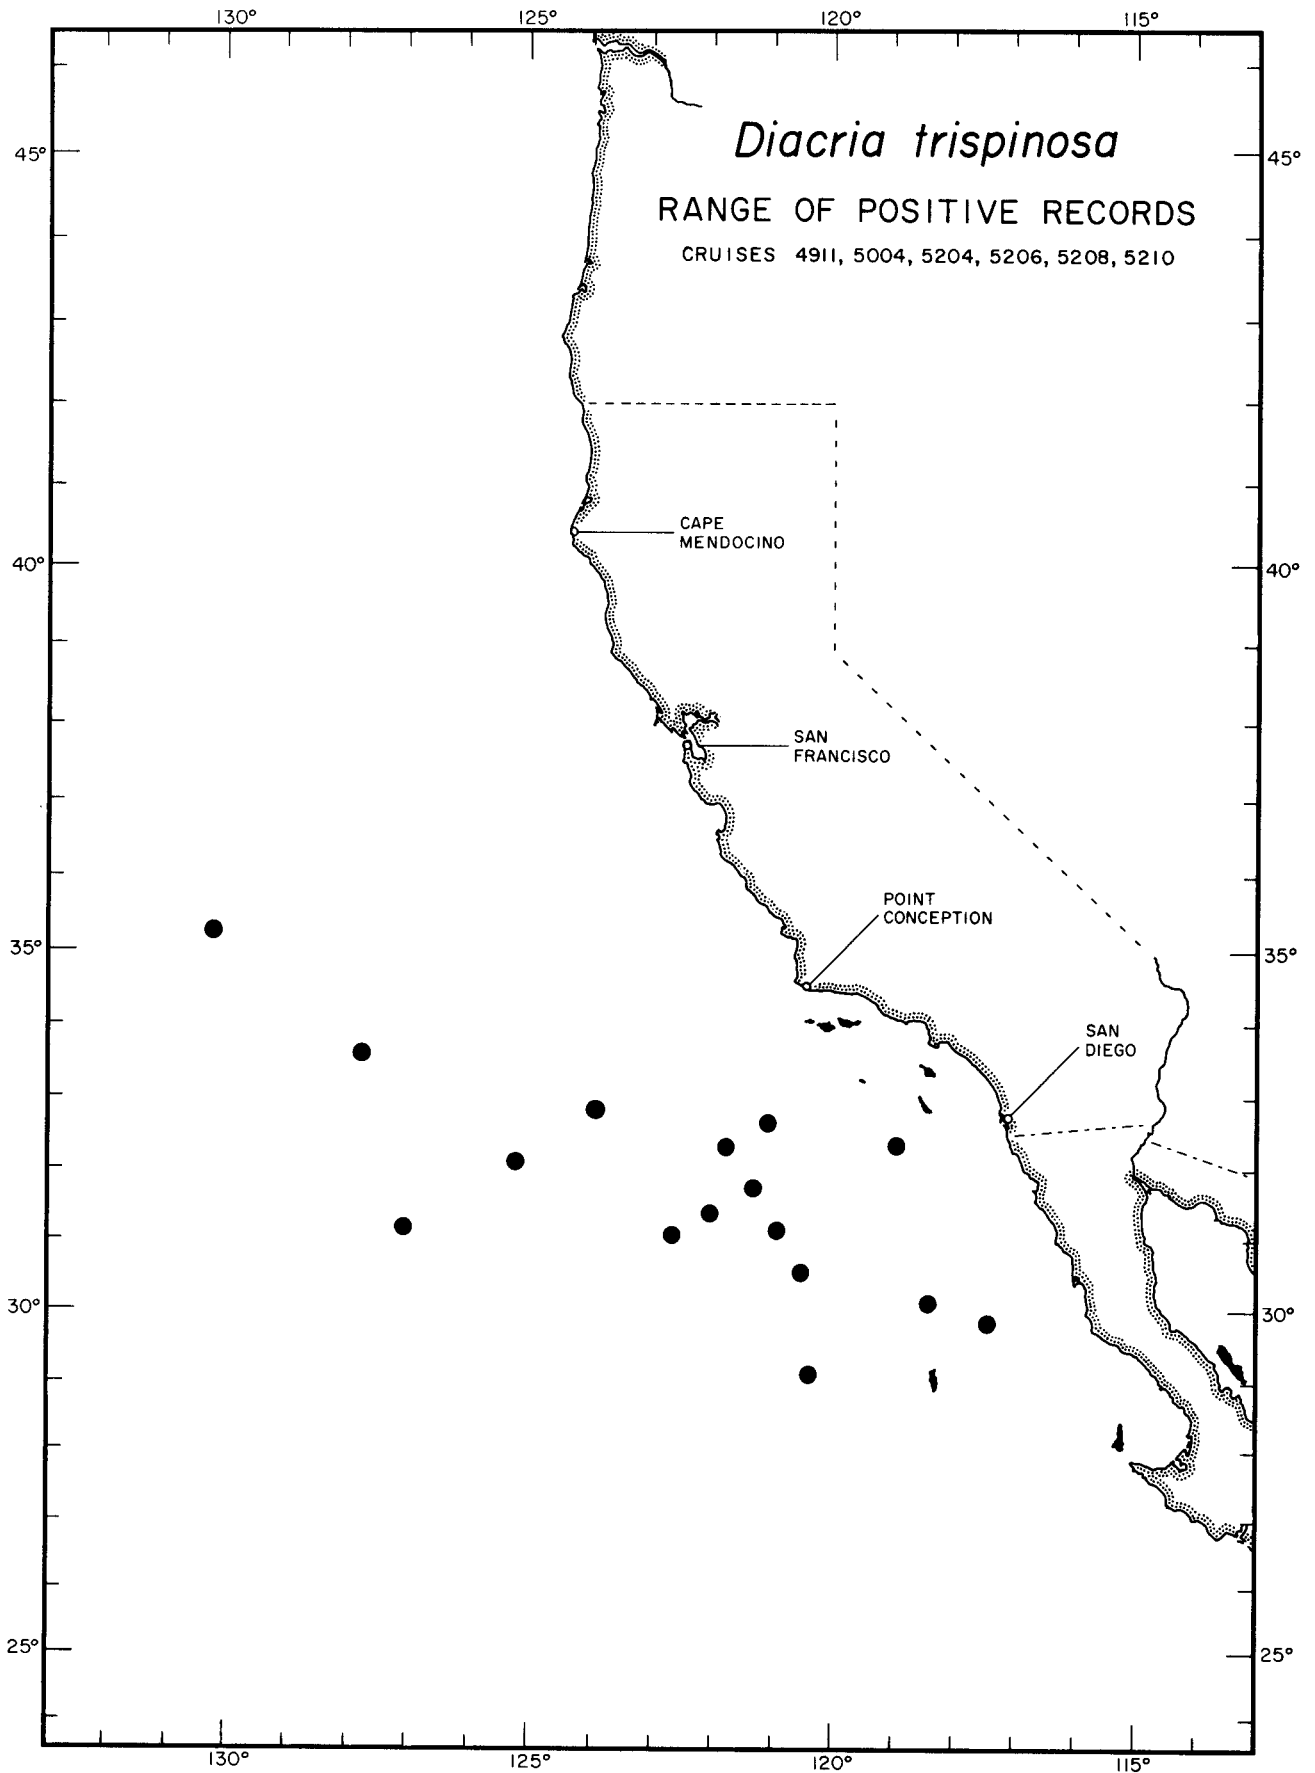 130° 125° 120° 115°
Diacria trispinosa
RANGE OF POSITIVE RECORDS
CRUISES 4911, 5004, 5204, 5206, 5208, 5210
45° 45°
CAPE
MENDOCINO
40° 40°
SAN
FRANCISCO
POINT
CONCEPTION
35° 35°
SAN
DIEGO
30° 30°
25° 25°
130° 125° 120° 115°